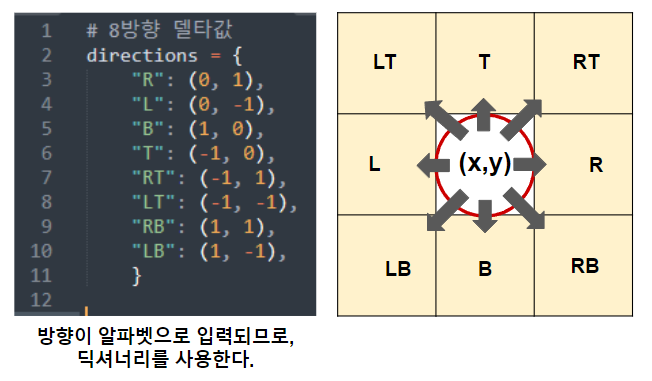 1 # 8방향 델타값
2 directions = {
3 "R": (0, 1),
4 "L": (0, -1),
5 "B": (1, 0),
6 "T": (-1, 0),
7 "RT": (-1, 1),
8 "LT": (-1, -1),
9 "RB": (1, 1),
10 "LB": (1, -1),
11 }
12
방향이 알파벳으로 입력되므로,
딕셔너리를 사용한다.
LT T RT
L (x,y) R
LB B RB